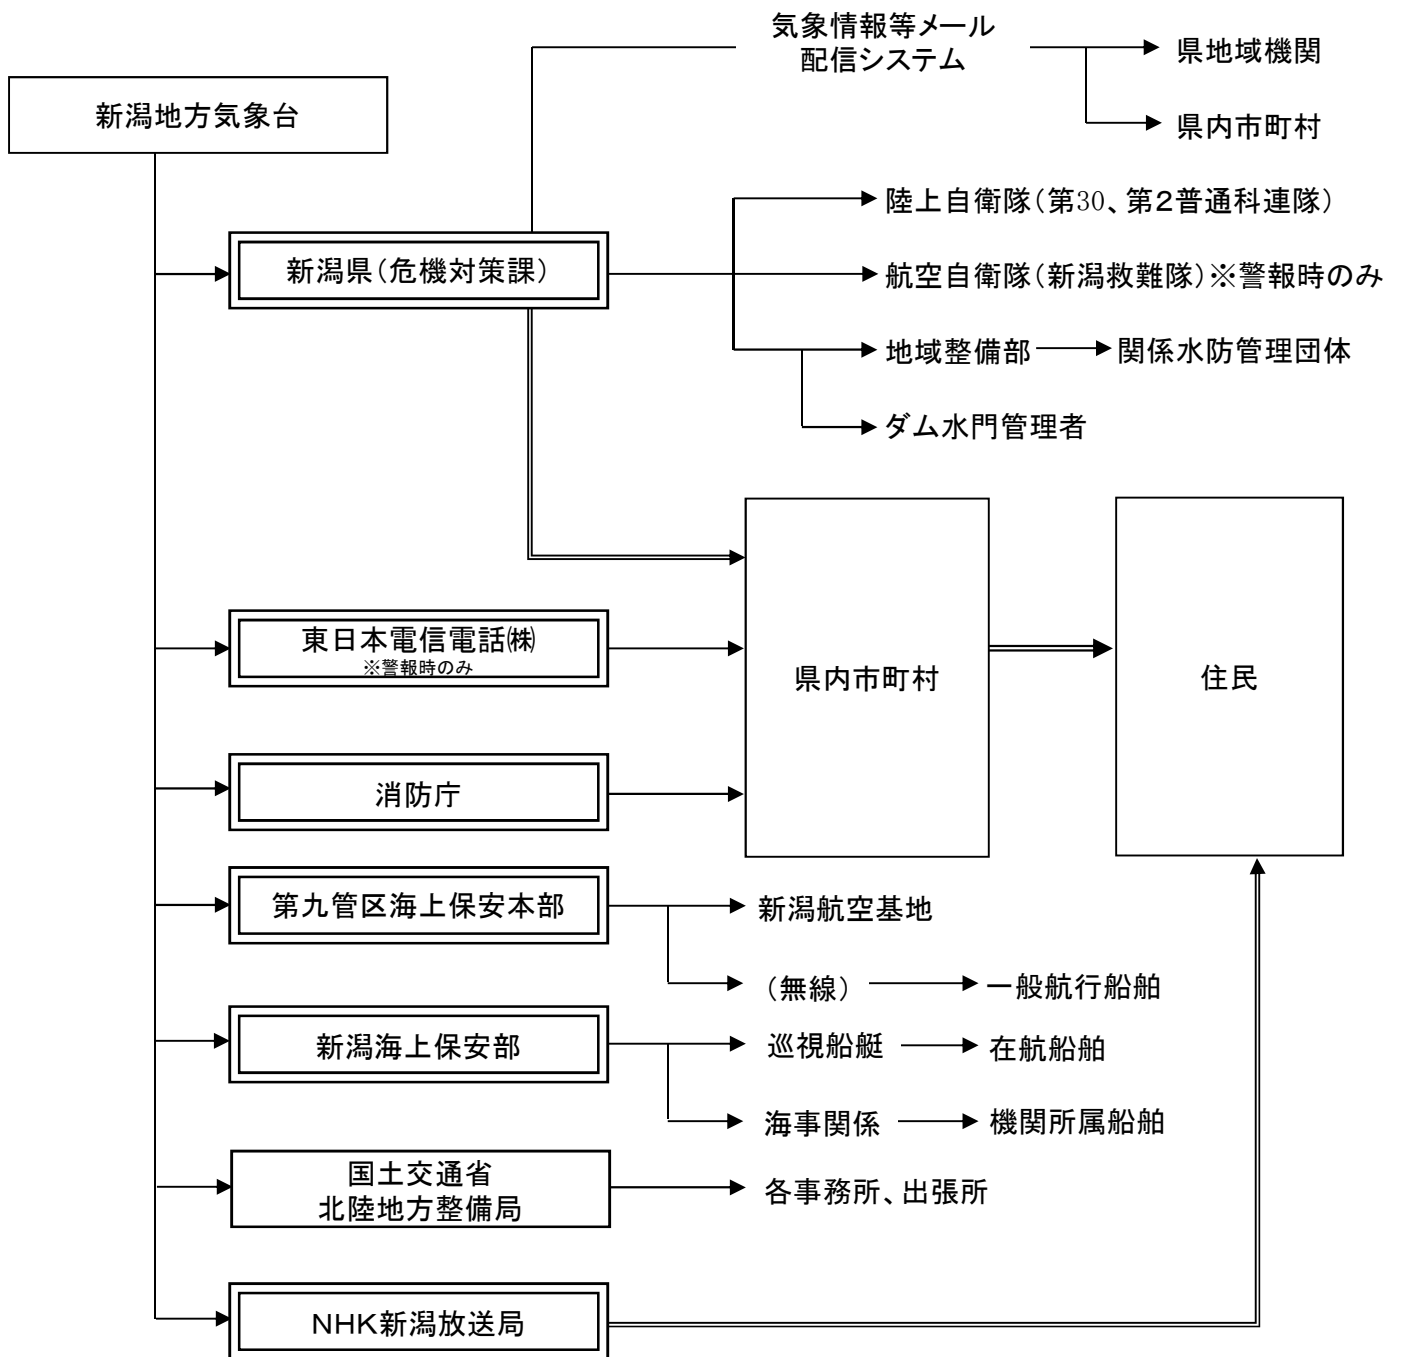 気象情報等メール
配信システム
県地域機関
新潟地方気象台
県内市町村
陸上自衛隊（第30、第２普通科連隊）
新潟県（危機対策課）
航空自衛隊（新潟救難隊）※警報時のみ
地域整備部
関係水防管理団体
ダム水門管理者
東日本電信電話㈱
※警報時のみ
県内市町村
住民
消防庁
第九管区海上保安本部
新潟航空基地
（無線）
一般航行船舶
新潟海上保安部
巡視船艇
在航船舶
海事関係
機関所属船舶
国土交通省
北陸地方整備局
各事務所、出張所
ＮＨＫ新潟放送局